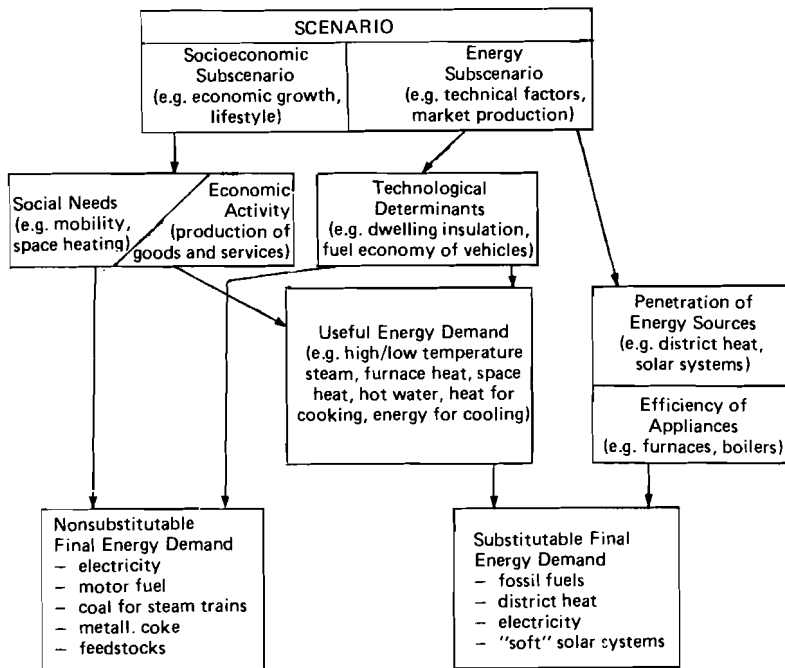 SCENARIO
Socioeconomic
Subscenario
(e.g. economic growth,
lifestyle)
Energy
Subscenario
(e.g. technical factors,
market production)
Social Needs
(e.g. mobility,
space heating)
Economic
Activity
(production of
goods and services)
Technological
Determinants
(e.g. dwelling insulation,
fuel economy of vehicles)
Useful Energy Demand
(e.g. high/low temperature
steam, furnace heat, space
heat, hot water, heat for
cooking, energy for cooling)
Penetration of
Energy Sources
(e.g. district heat,
solar systems)
Efficiency of
Appliances
(e.g. furnaces, boilers)
Nonsubstitutable
Final Energy Demand
– electricity
– motor fuel
– coal for steam trains
– metall. coke
– feedstocks
Substitutable Final
Energy Demand
– fossil fuels
– district heat
– electricity
– "soft" solar systems